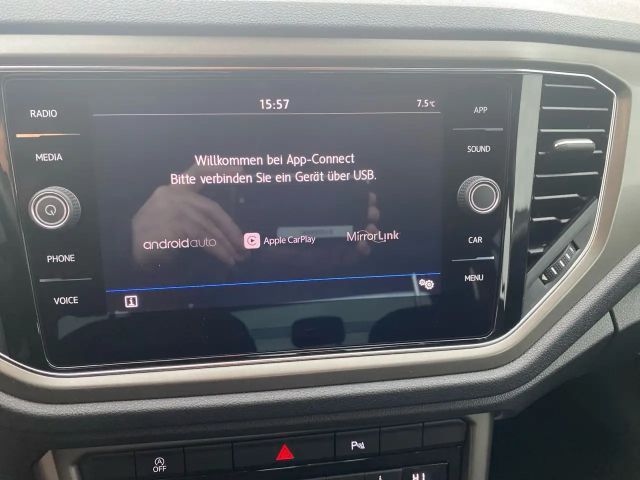 15:57 7.5°C
RADIO
MEDIA
PHONE
VOICE
Willkommen bei App-Connect
Bitte verbinden Sie ein Gerät über USB.
androidauto Apple CarPlay MirrorLink
i
APP
SOUND
CAR
MENU
A OFF
P